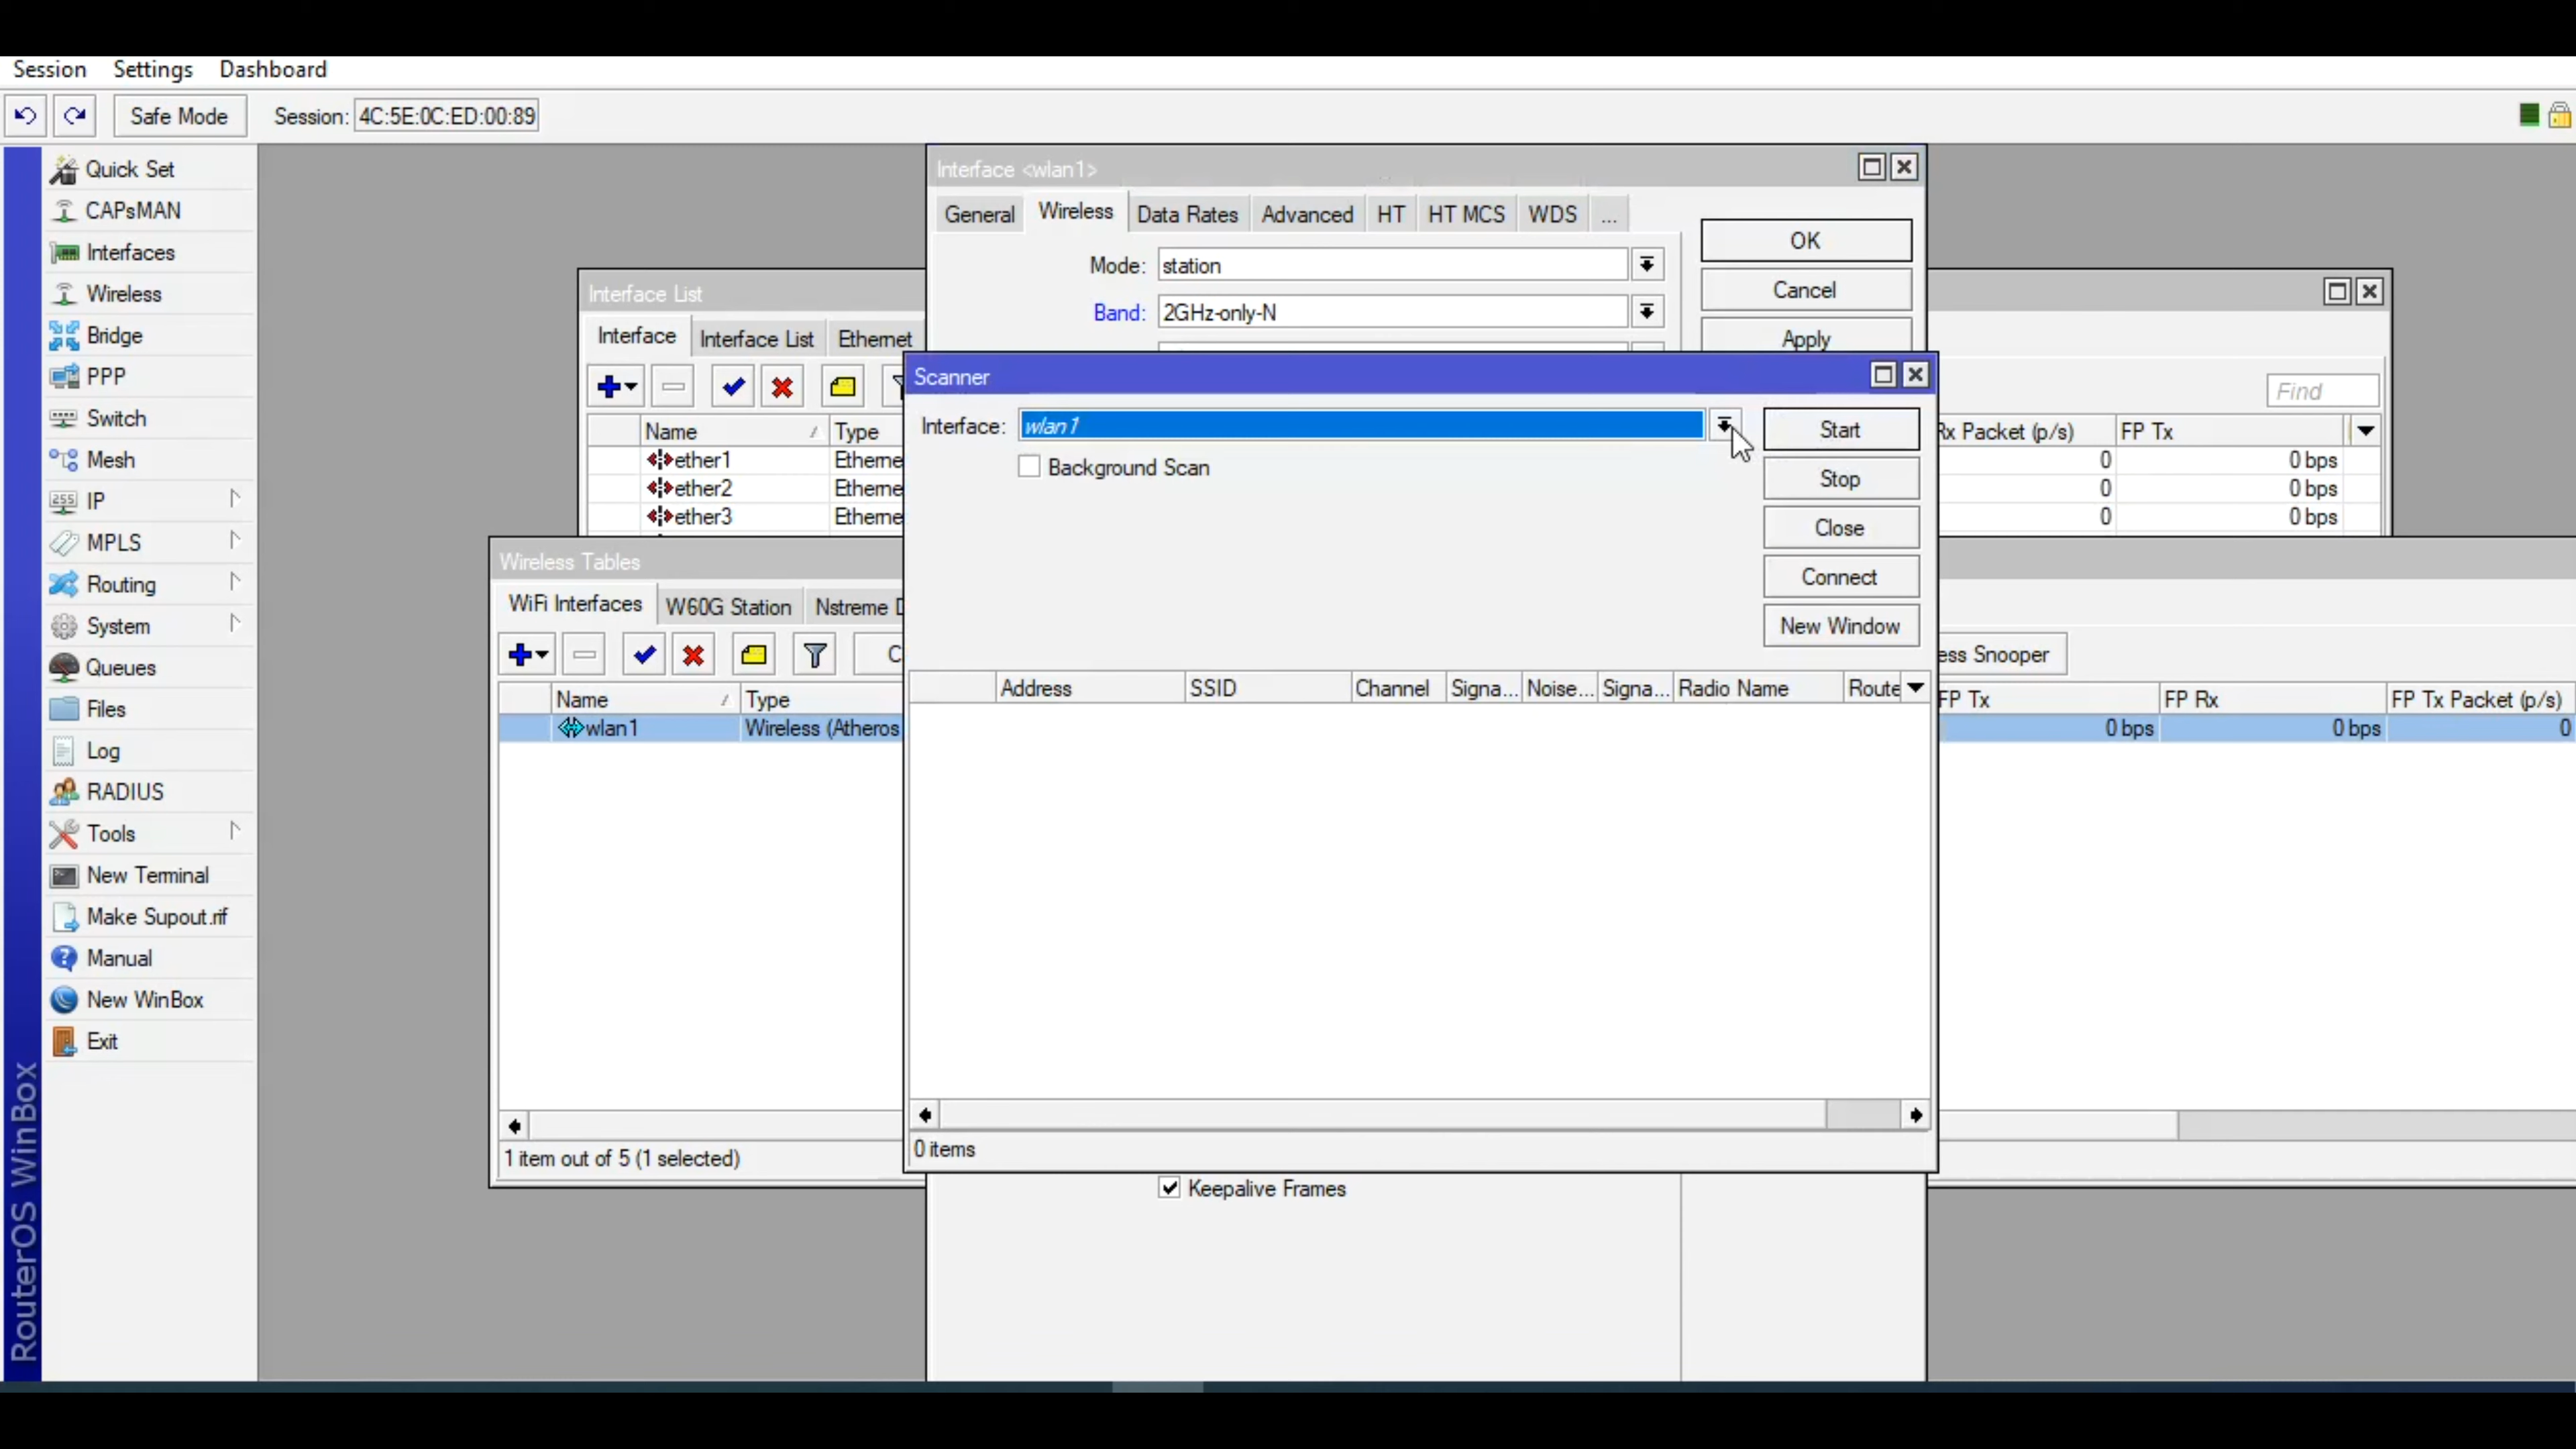 Session Settings Dashboard
Safe Mode Session: 4C:5E:0C:ED:00:89
Quick Set
CAPsMAN
Interfaces
Wireless
Bridge
PPP
Switch
Mesh
IP
MPLS
Routing
System
Queues
Files
Log
RADIUS
Tools
New Terminal
Make Supout.rif
Manual
New WinBox
Exit
RouterOS WinBox
Interface <wlan1>
General Wireless Data Rates Advanced HT HT MCS WDS ...
Mode: station
Band: 2GHz-only-N
OK
Cancel
Apply
Interface List
Interface Interface List Ethernet
Find
Name Type Rx Packet (p/s) FP Tx
ether1 Etherne 0 0 bps
ether2 Etherne 0 0 bps
ether3 Etherne 0 0 bps
Scanner
Interface: wlan1
Background Scan
Start
Stop
Close
Connect
New Window
Address SSID Channel Signa... Noise... Signa... Radio Name Route
0 items
Wireless Tables
WiFi Interfaces W60G Station Nstreme D
C ess Snooper
Name Type FP Tx FP Rx FP Tx Packet (p/s)
wlan1 Wireless (Atheros 0 bps 0 bps 0
1 item out of 5 (1 selected)
Keepalive Frames